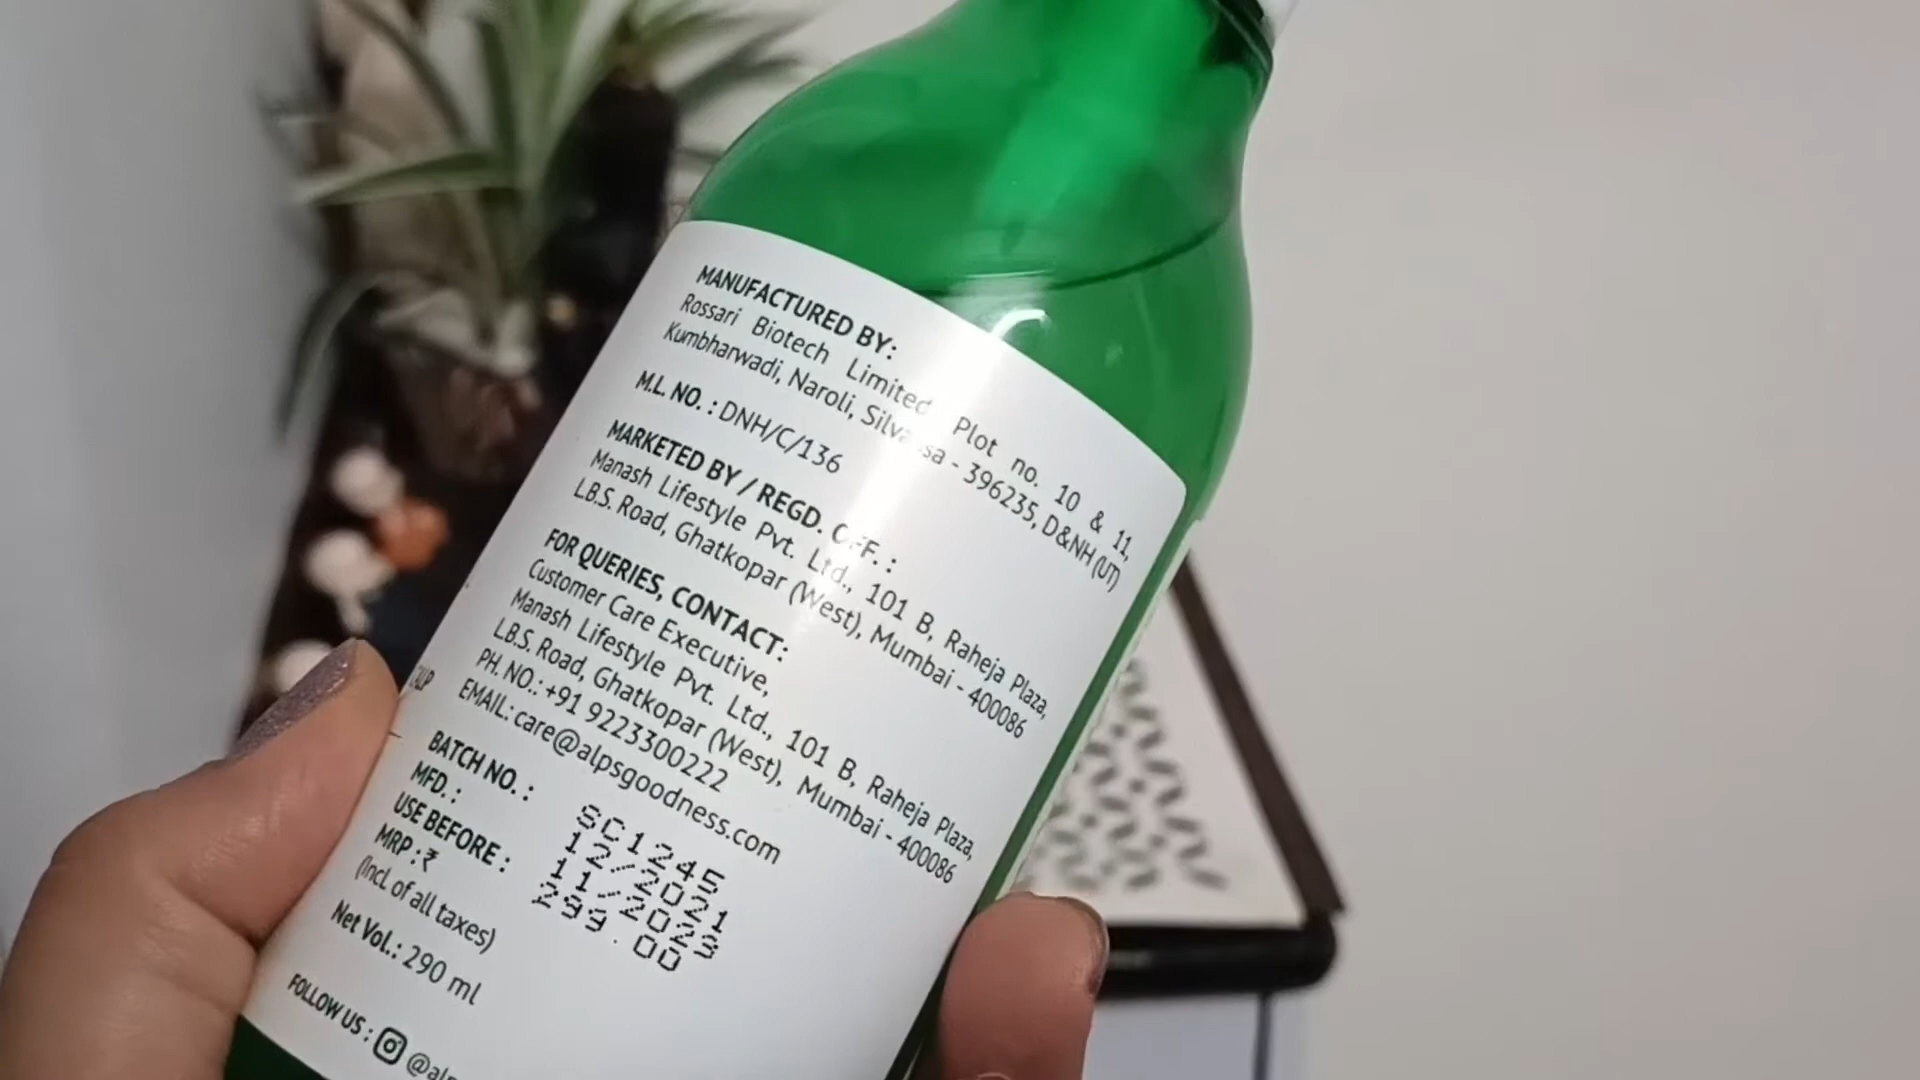 MANUFACTURED BY:
Rossari Biotech Limited Plot no. 10 & 11,
Kumbharwadi, Naroli, Silvassa - 396235, D&NH (UT)
M.L. NO. : DNH/C/136
MARKETED BY / REGD. OFF. :
Manash Lifestyle Pvt. Ltd., 101 B, Raheja Plaza,
L.B.S. Road, Ghatkopar (West), Mumbai - 400086
FOR QUERIES, CONTACT:
Customer Care Executive,
Manash Lifestyle Pvt. Ltd., 101 B, Raheja Plaza,
L.B.S. Road, Ghatkopar (West), Mumbai - 400086
PH. NO.: +91 9223300222
EMAIL: care@alpsgoodness.com
BATCH NO. : SC1245
MFD. : 12/2021
USE BEFORE : 11/2023
MRP : ₹ 299.00
(Incl. of all taxes)
Net Vol.: 290 ml
FOLLOW US :